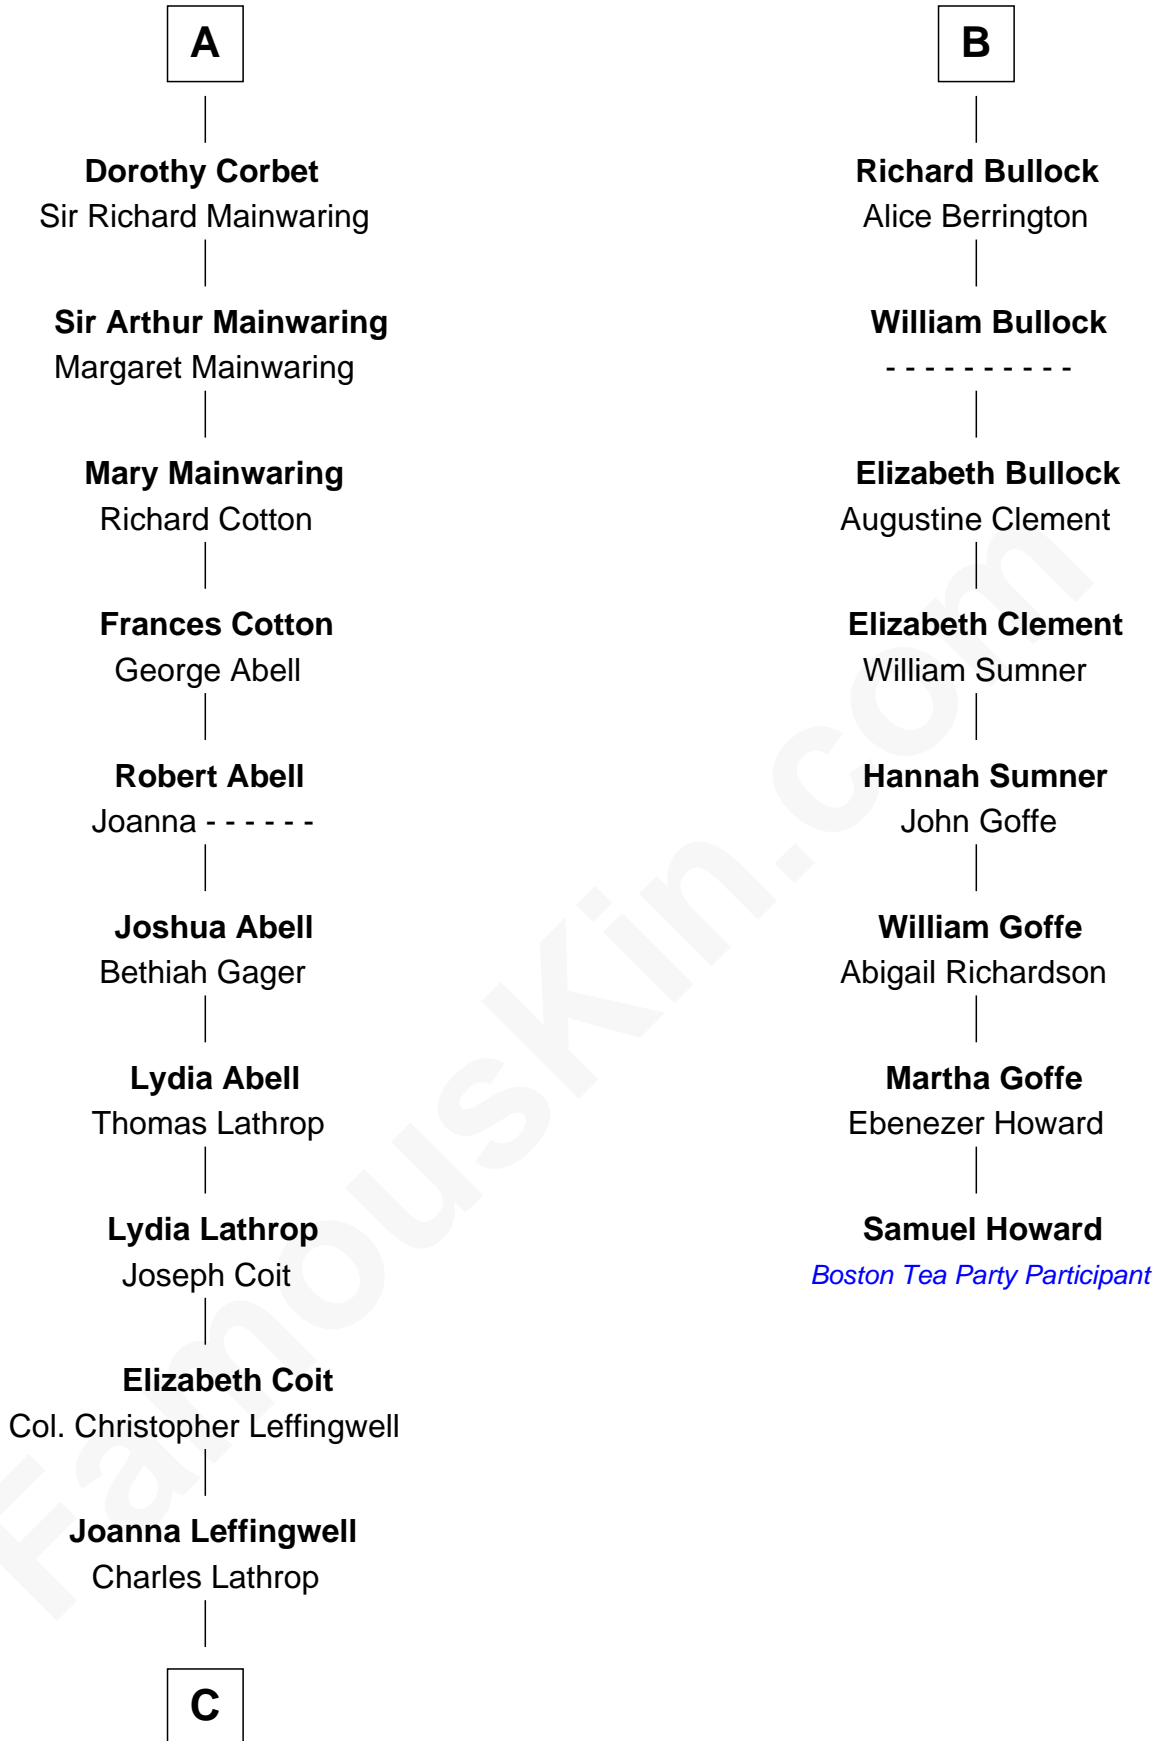 A
Dorothy Corbet
Sir Richard Mainwaring
Sir Arthur Mainwaring
Margaret Mainwaring
Mary Mainwaring
Richard Cotton
Frances Cotton
George Abell
Robert Abell
Joanna - - - - - -
Joshua Abell
Bethiah Gager
Lydia Abell
Thomas Lathrop
Lydia Lathrop
Joseph Coit
Elizabeth Coit
Col. Christopher Leffingwell
Joanna Leffingwell
Charles Lathrop
C
B
Richard Bullock
Alice Berrington
William Bullock
- - - - - - - - - -
Elizabeth Bullock
Augustine Clement
Elizabeth Clement
William Sumner
Hannah Sumner
John Goffe
William Goffe
Abigail Richardson
Martha Goffe
Ebenezer Howard
Samuel Howard
Boston Tea Party Participant
FamousKin.com